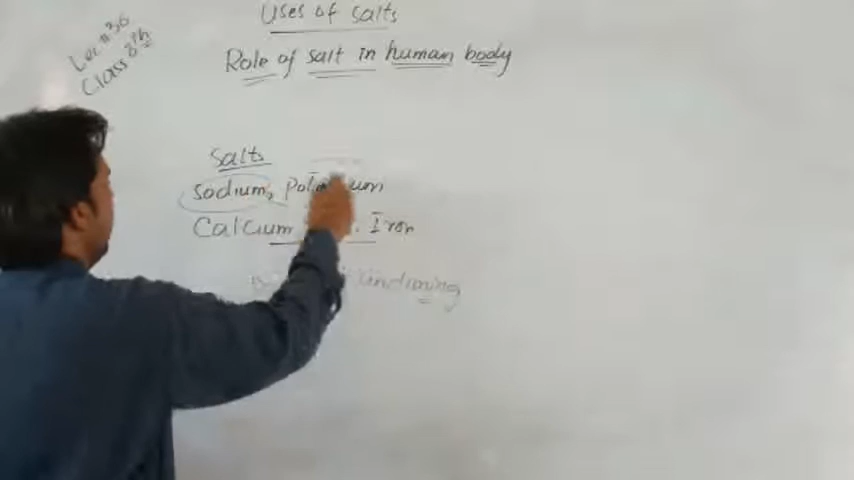 Uses of salts
Lec # 36
Class 8th
Role of salt in human body
Salts
Sodium, Potassium
Calcium Iron